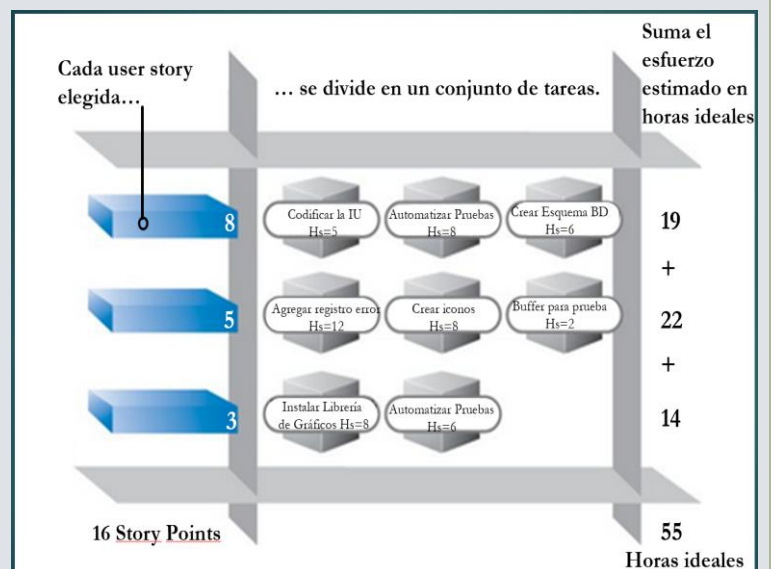 Cada user story
elegida…
… se divide en un conjunto de tareas.
Suma el
esfuerzo
estimado en
horas ideales
8
Codificar la IU
Hs=5
Automatizar Pruebas
Hs=8
Crear Esquema BD
Hs=6
19
+
5
Agregar registro error
Hs=12
Crear iconos
Hs=8
Buffer para prueba
Hs=2
22
+
3
Instalar Librería
de Gráficos Hs=8
Automatizar Pruebas
Hs=6
14
16 Story Points
55
Horas ideales